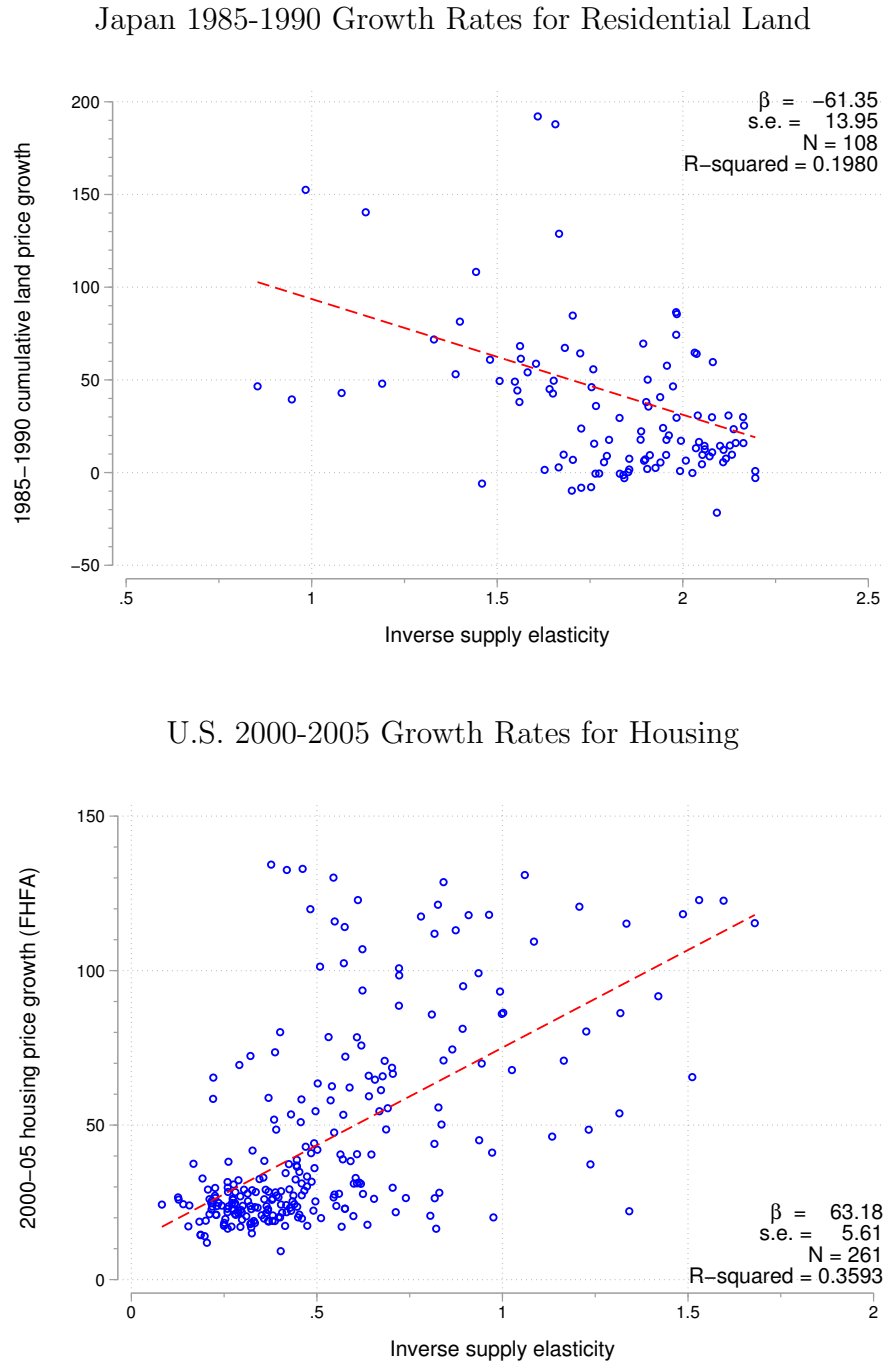 Japan 1985-1990 Growth Rates for Residential Land
β = −61.35
s.e. = 13.95
N = 108
R−squared = 0.1980
1985−1990 cumulative land price growth
200
150
100
50
0
−50
.5
1
1.5
2
2.5
Inverse supply elasticity
U.S. 2000-2005 Growth Rates for Housing
2000−05 housing price growth (FHFA)
150
100
50
0
β = 63.18
s.e. = 5.61
N = 261
R−squared = 0.3593
0
.5
1
1.5
2
Inverse supply elasticity